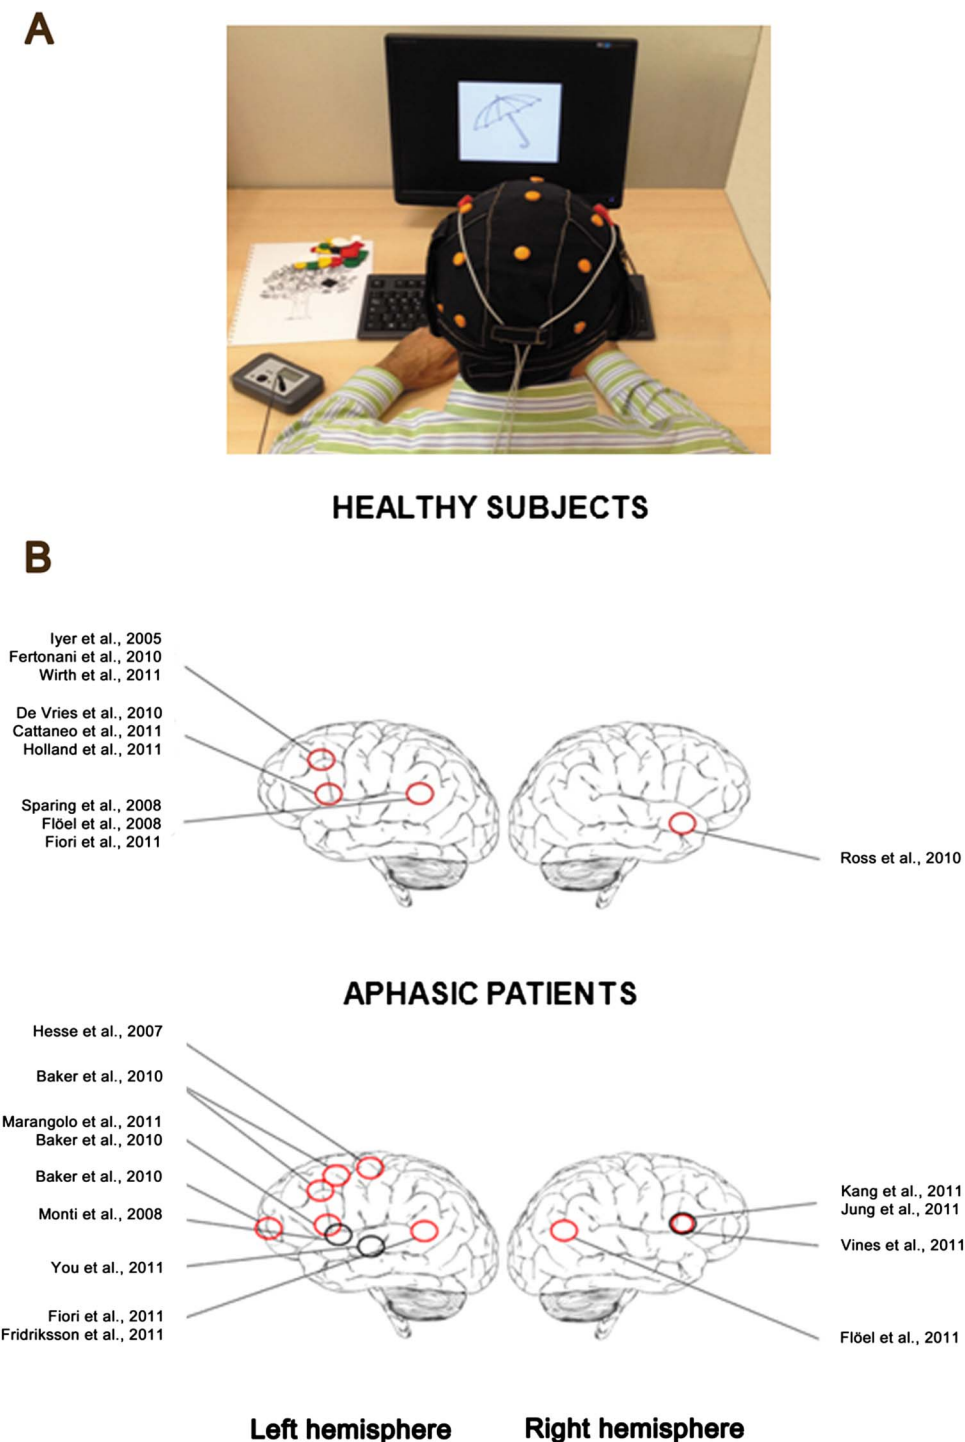 A
HEALTHY SUBJECTS
B
Iyer et al., 2005
Fertonani et al., 2010
Wirth et al., 2011
De Vries et al., 2010
Cattaneo et al., 2011
Holland et al., 2011
Sparing et al., 2008
Flöel et al., 2008
Fiori et al., 2011
Ross et al., 2010
APHASIC PATIENTS
Hesse et al., 2007
Baker et al., 2010
Marangolo et al., 2011
Baker et al., 2010
Baker et al., 2010
Monti et al., 2008
You et al., 2011
Fiori et al., 2011
Fridriksson et al., 2011
Kang et al., 2011
Jung et al., 2011
Vines et al., 2011
Flöel et al., 2011
Left hemisphere
Right hemisphere